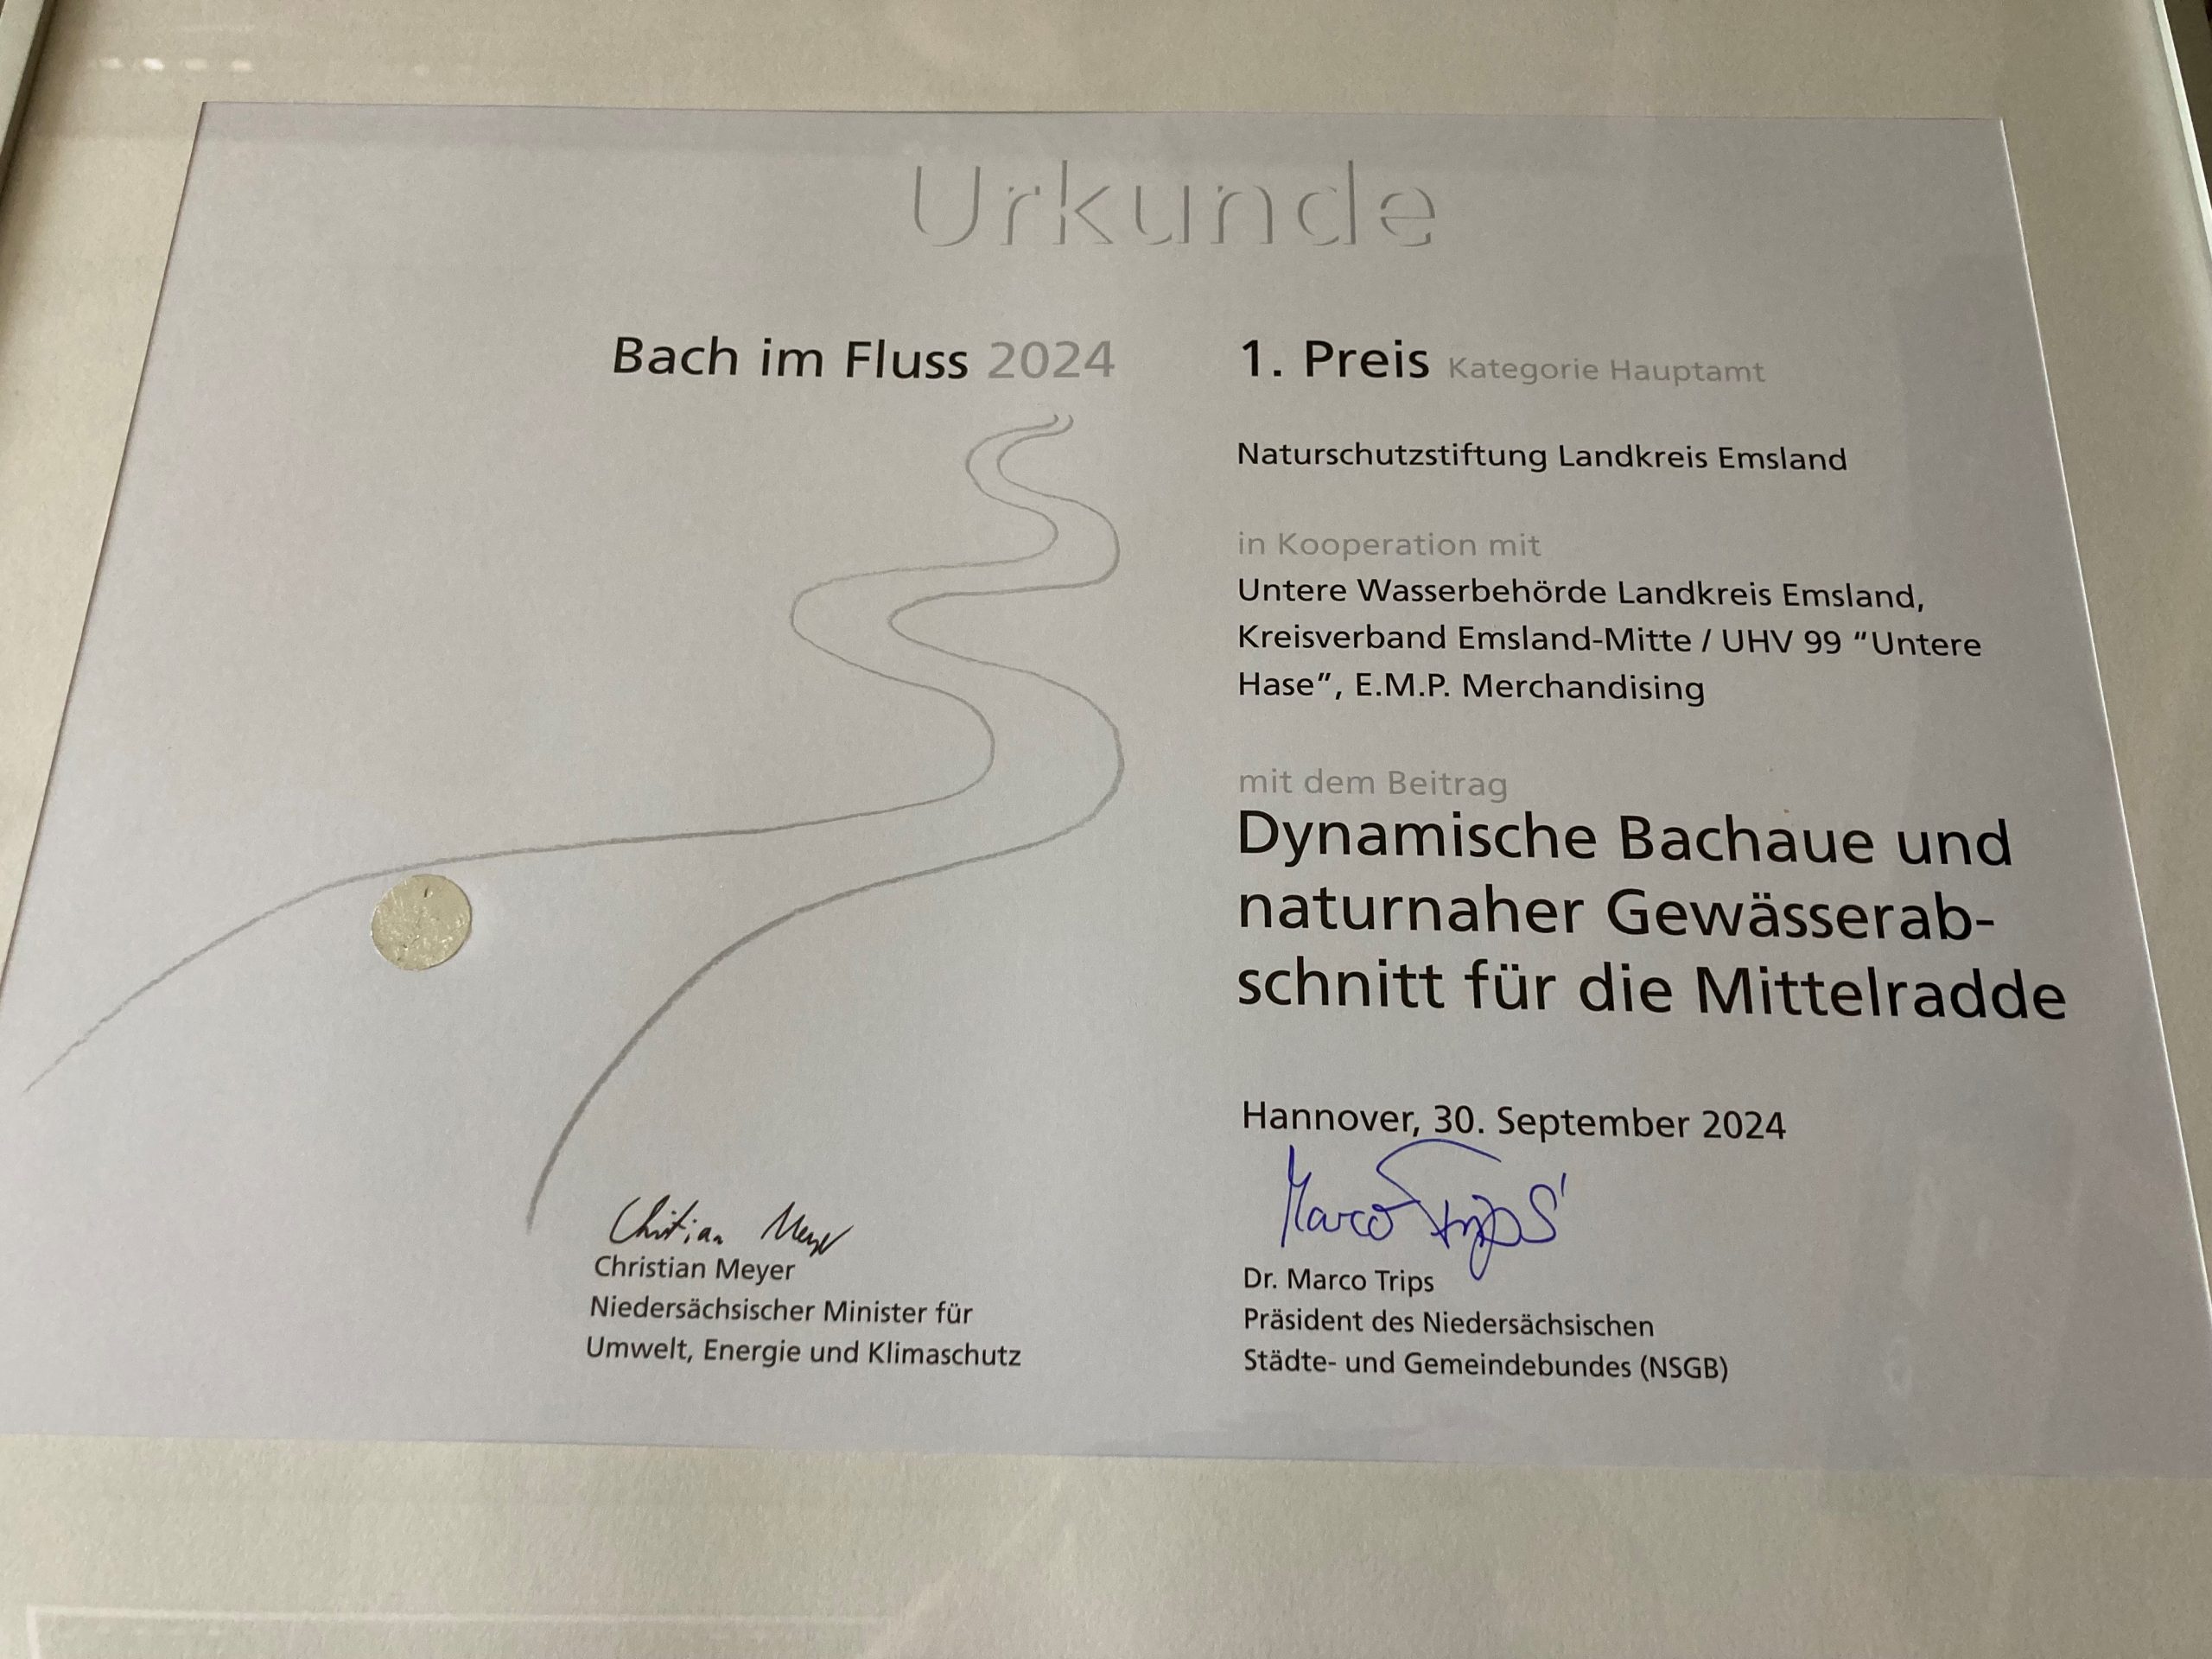 Urkunde
Bach im Fluss 2024
1. Preis Kategorie Hauptamt
Naturschutzstiftung Landkreis Emsland
in Kooperation mit
Untere Wasserbehörde Landkreis Emsland,
Kreisverband Emsland-Mitte / UHV 99 “Untere
Hase”, E.M.P. Merchandising
mit dem Beitrag
Dynamische Bachaue und
naturnaher Gewässerab-
schnitt für die Mittelradde
Hannover, 30. September 2024
Christian Meyer
Christian Meyer
Niedersächsischer Minister für
Umwelt, Energie und Klimaschutz
Marco Trips
Dr. Marco Trips
Präsident des Niedersächsischen
Städte- und Gemeindebundes (NSGB)